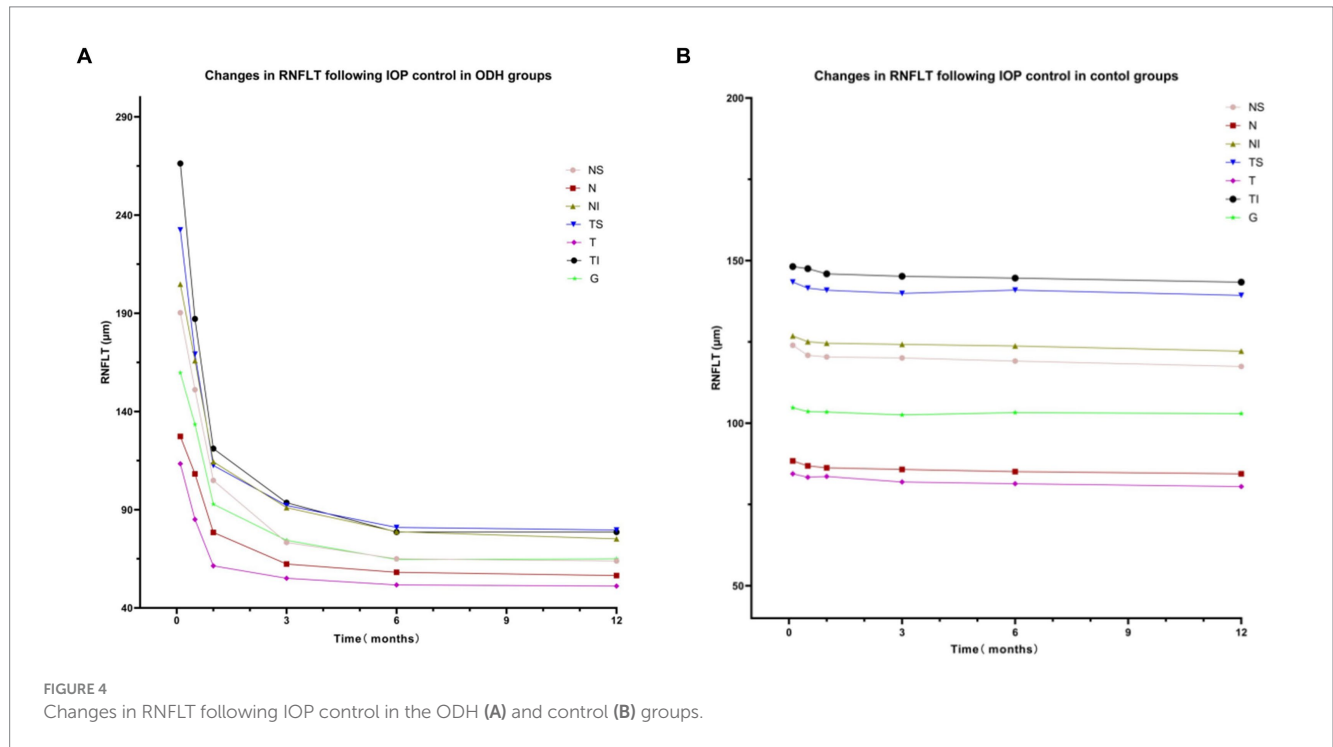 A
Changes in RNFLT following IOP control in ODH groups
290
240
190
140
90
40
RNFLT (µm)
0 3 6 9 12
Time( months)
NS
N
NI
TS
T
TI
G
B
Changes in RNFLT following IOP control in contol groups
200
150
100
50
RNFLT (µm)
0 3 6 9 12
Time( months)
NS
N
NI
TS
T
TI
G
FIGURE 4
Changes in RNFLT following IOP control in the ODH (A) and control (B) groups.